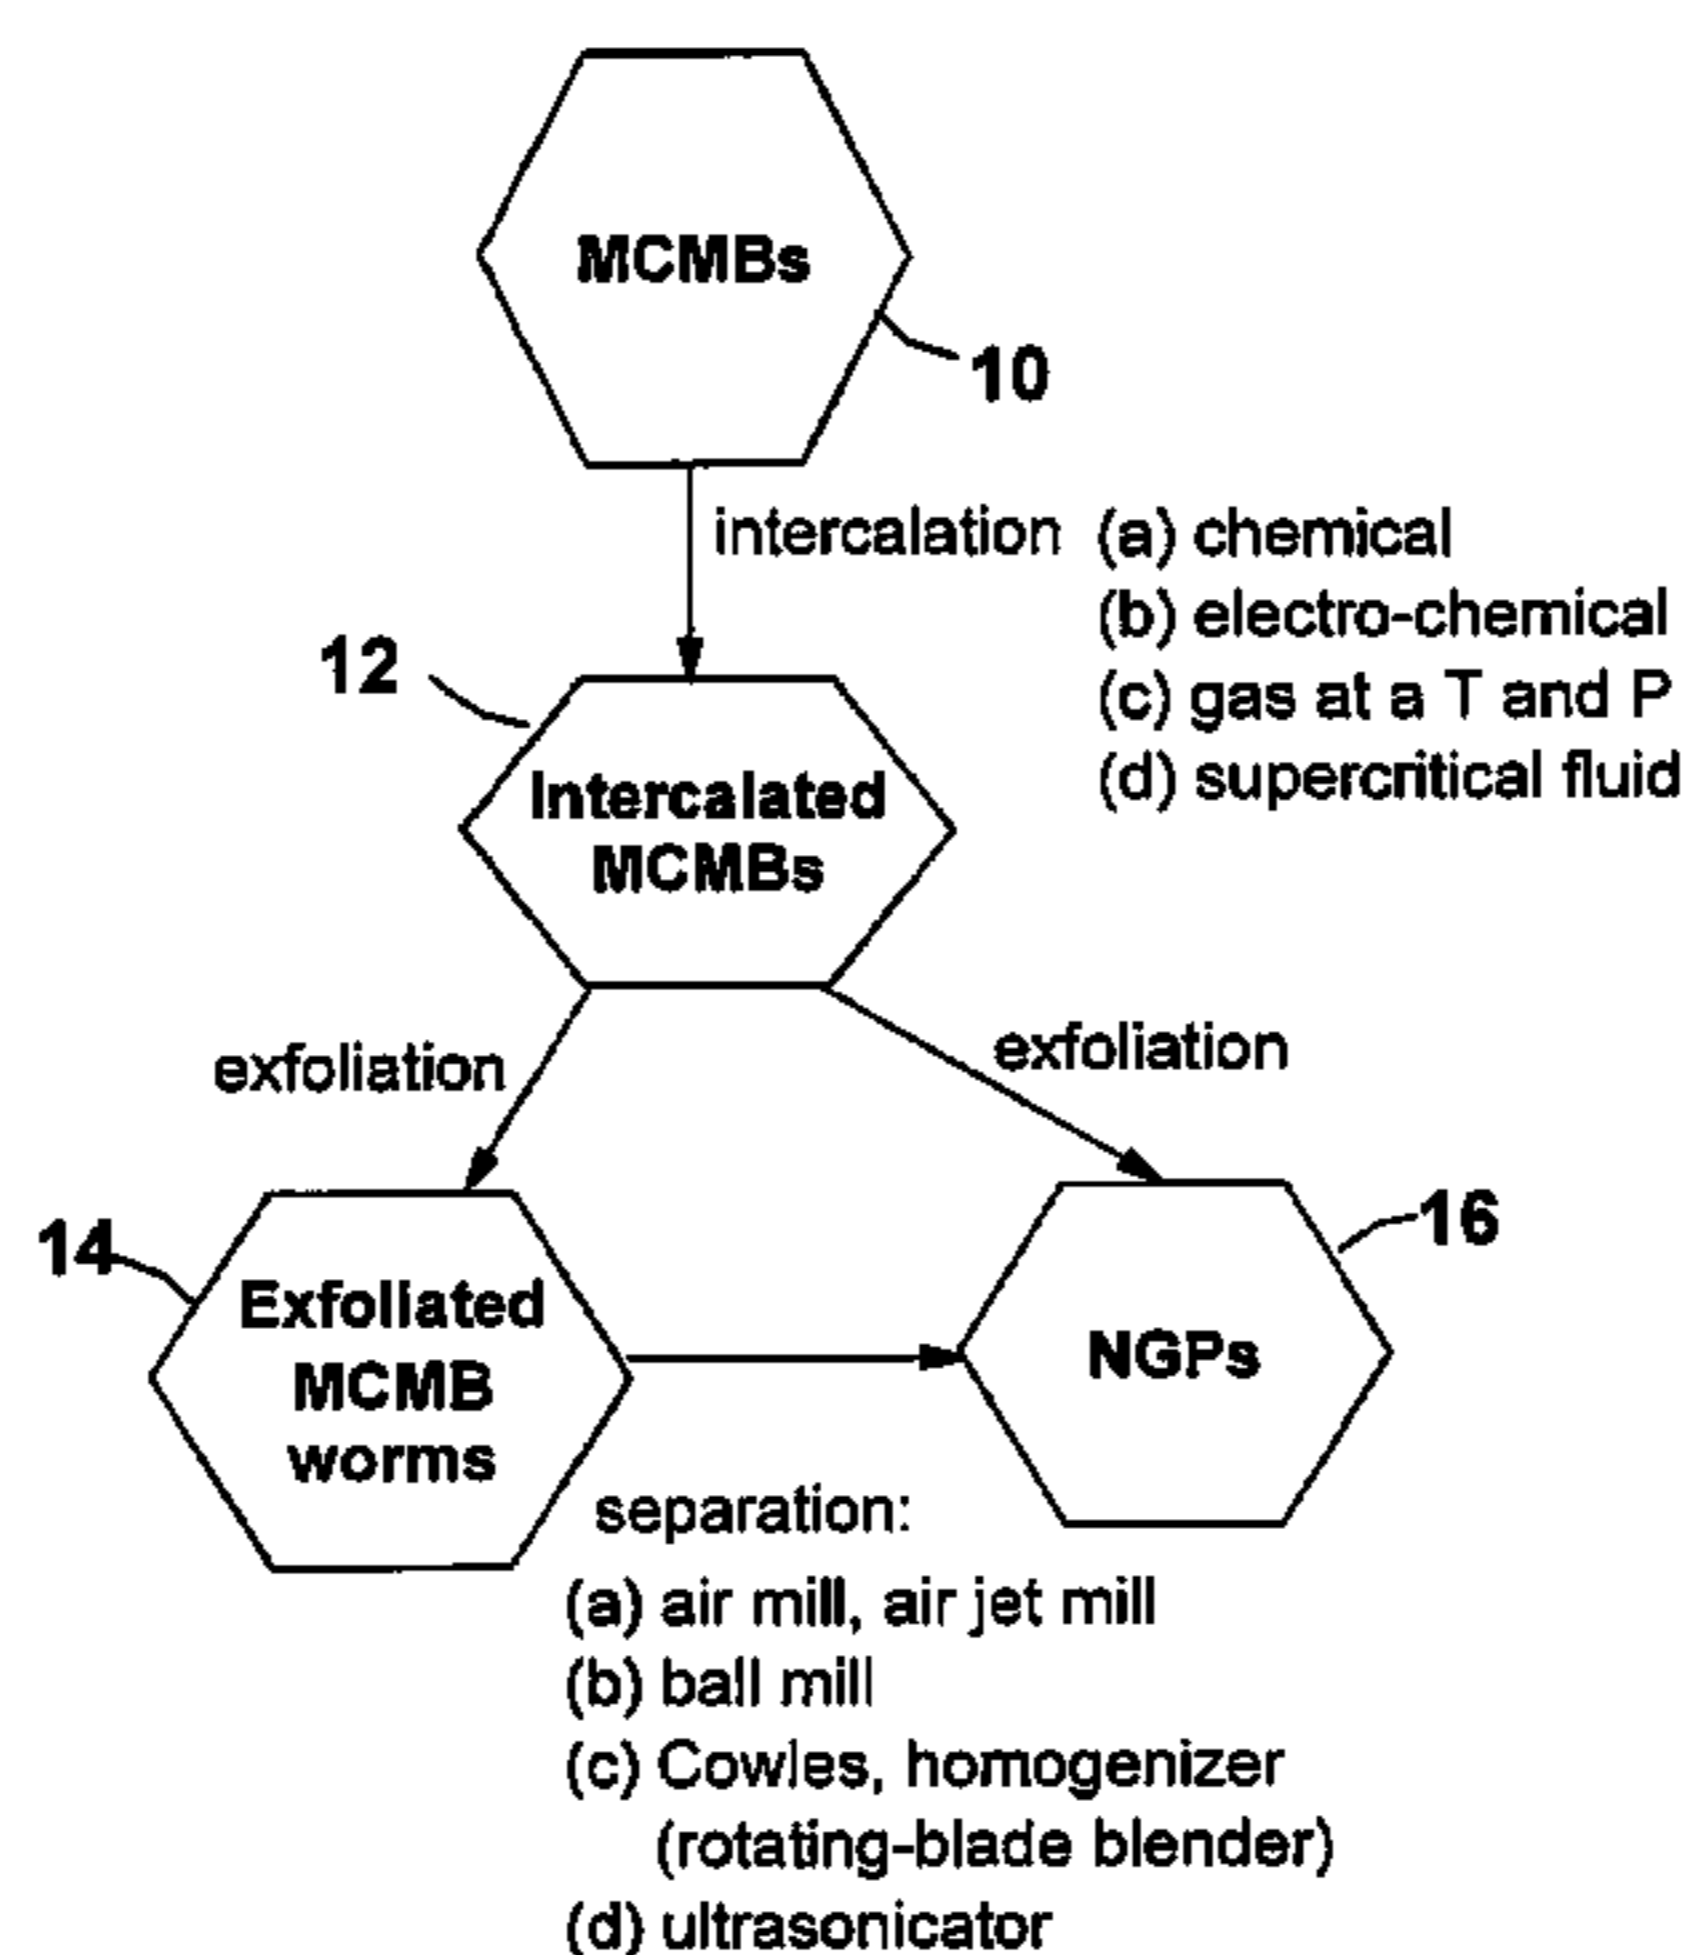 MCMBs
10
intercalation (a) chemical
(b) electro-chemical
(c) gas at a T and P
(d) supercritical fluid
12
Intercalated
MCMBs
exfoliation
exfoliation
14
Exfoliated
MCMB
worms
16
NGPs
separation:
(a) air mill, air jet mill
(b) ball mill
(c) Cowles, homogenizer
(rotating-blade blender)
(d) ultrasonicator